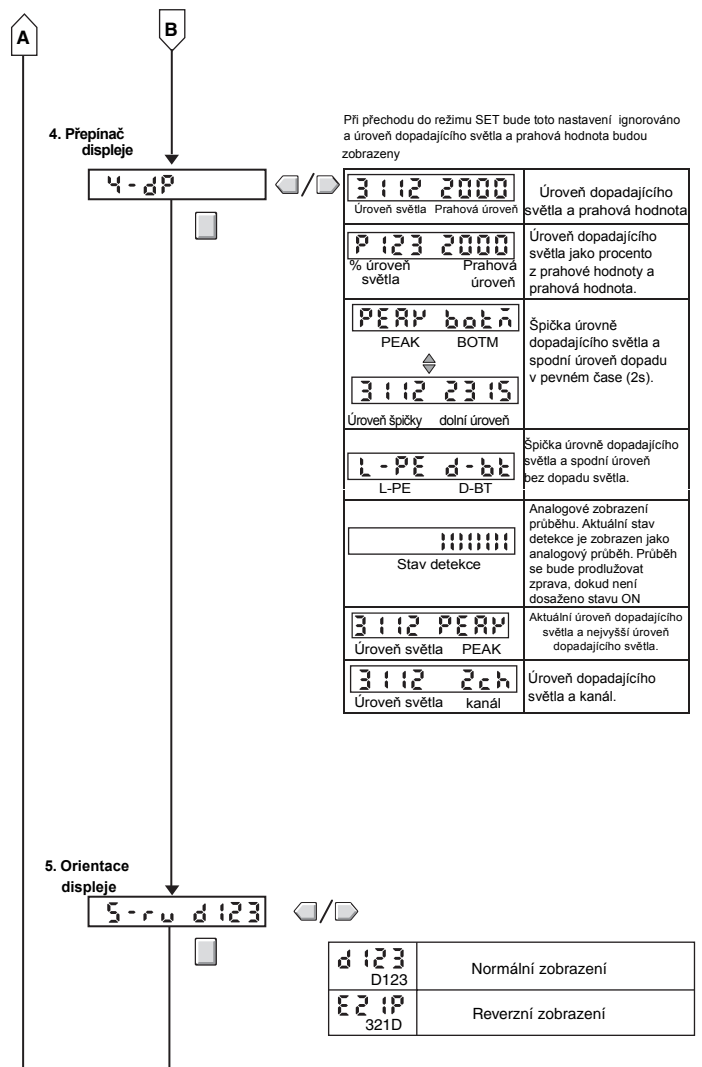 A
B
Při přechodu do režimu SET bude toto nastavení ignorováno
a úroveň dopadajícího světla a prahová hodnota budou
zobrazeny
4. Přepínač
displeje
4-dP
/
3112 2000
Úroveň světla Prahová úroveň
Úroveň dopadajícího
světla a prahová hodnota
P 123 2000
% úroveň
světla
Prahová
úroveň
Úroveň dopadajícího
světla jako procento
z prahové hodnoty a
prahová hodnota.
PEAK botm
PEAK BOTM
3112 2315
Úroveň špičky dolní úroveň
Špička úrovně
dopadajícího světla a
spodní úroveň dopadu
v pevném čase (2s).
L-PE d-bt
L-PE D-BT
Špička úrovně dopadajícího
světla a spodní úroveň
bez dopadu světla.
Stav detekce
Analogové zobrazení
průběhu. Aktuální stav
detekce je zobrazen jako
analogový průběh. Průběh
se bude prodlužovat
zprava, dokud není
dosaženo stavu ON
3112 PEAK
Úroveň světla PEAK
Aktuální úroveň dopadajícího
světla a nejvyšší úroveň
dopadajícího světla.
3112 2ch
Úroveň světla kanál
Úroveň dopadajícího
světla a kanál.
5. Orientace
displeje
5-ru d123
/
d123
D123
Normální zobrazení
E21P
321D
Reverzní zobrazení